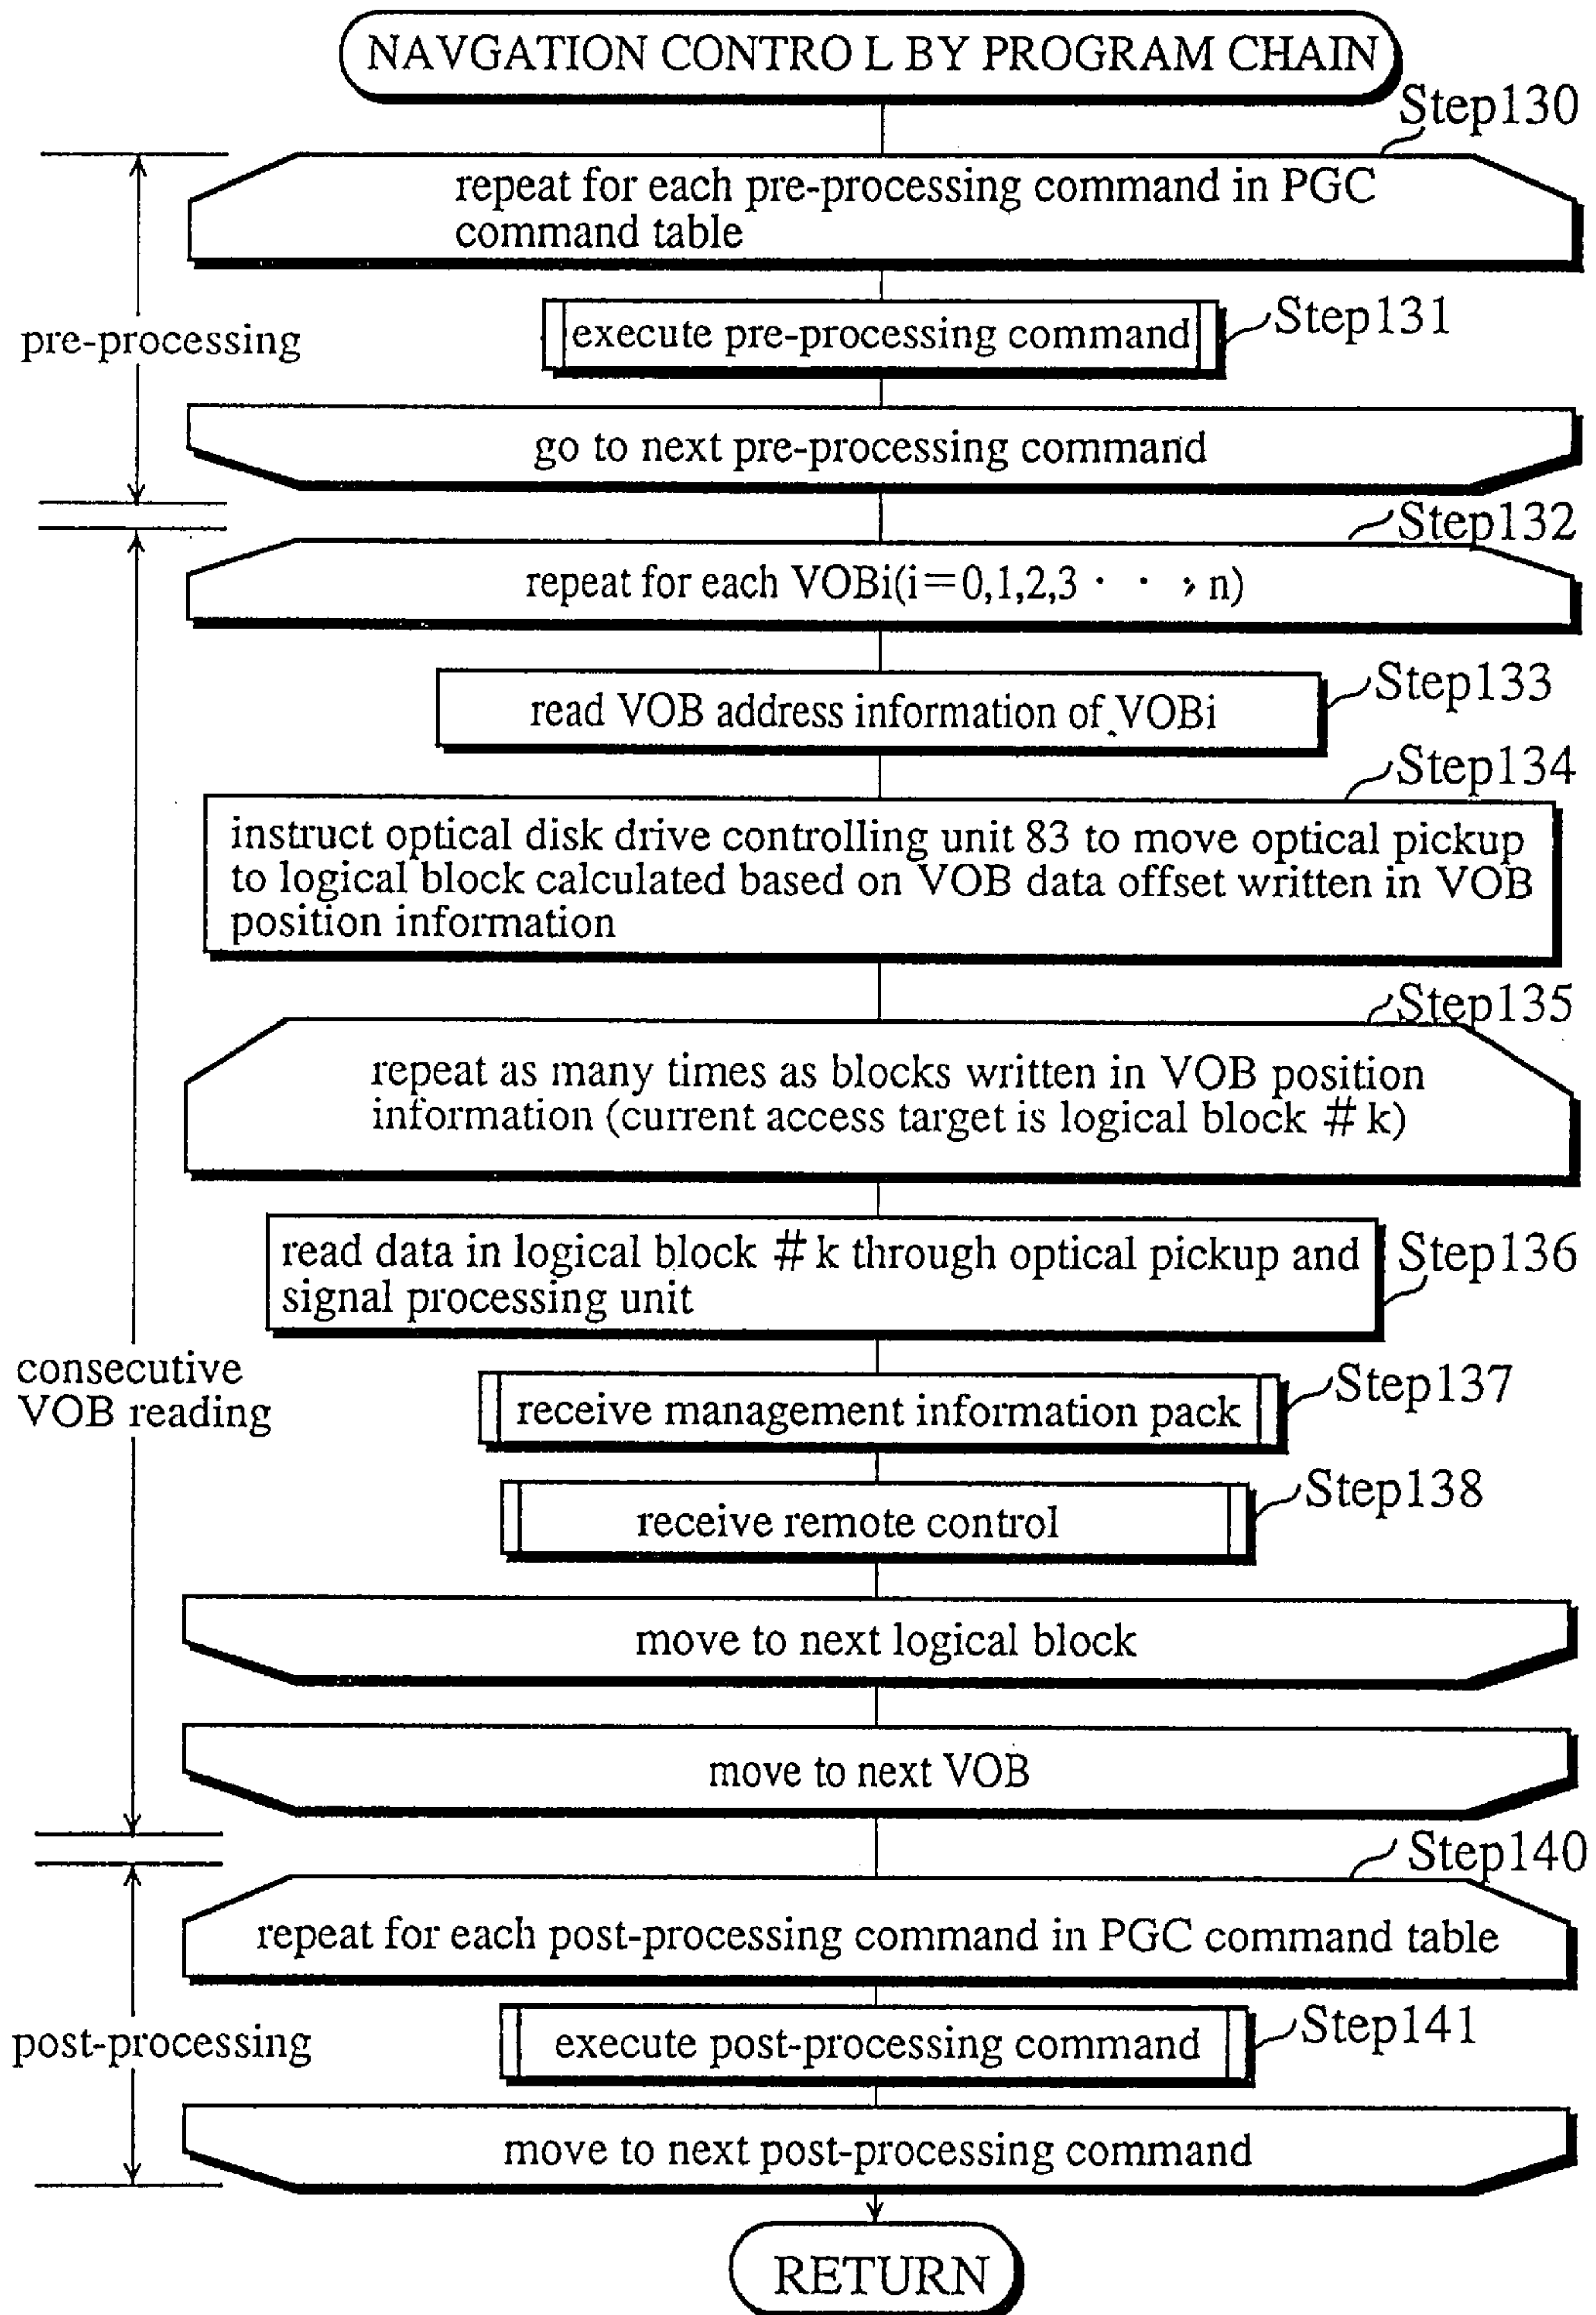 NAVGATION CONTRO L BY PROGRAM CHAIN
Step130
repeat for each pre-processing command in PGC
command table
pre-processing
execute pre-processing command
Step131
go to next pre-processing command
Step132
repeat for each VOBi(i=0,1,2,3 · · , n)
read VOB address information of VOBi
Step133
Step134
instruct optical disk drive controlling unit 83 to move optical pickup
to logical block calculated based on VOB data offset written in VOB
position information
Step135
repeat as many times as blocks written in VOB position
information (current access target is logical block # k)
read data in logical block # k through optical pickup and
signal processing unit
Step136
consecutive
VOB reading
receive management information pack
Step137
receive remote control
Step138
move to next logical block
move to next VOB
Step140
repeat for each post-processing command in PGC command table
post-processing
execute post-processing command
Step141
move to next post-processing command
RETURN